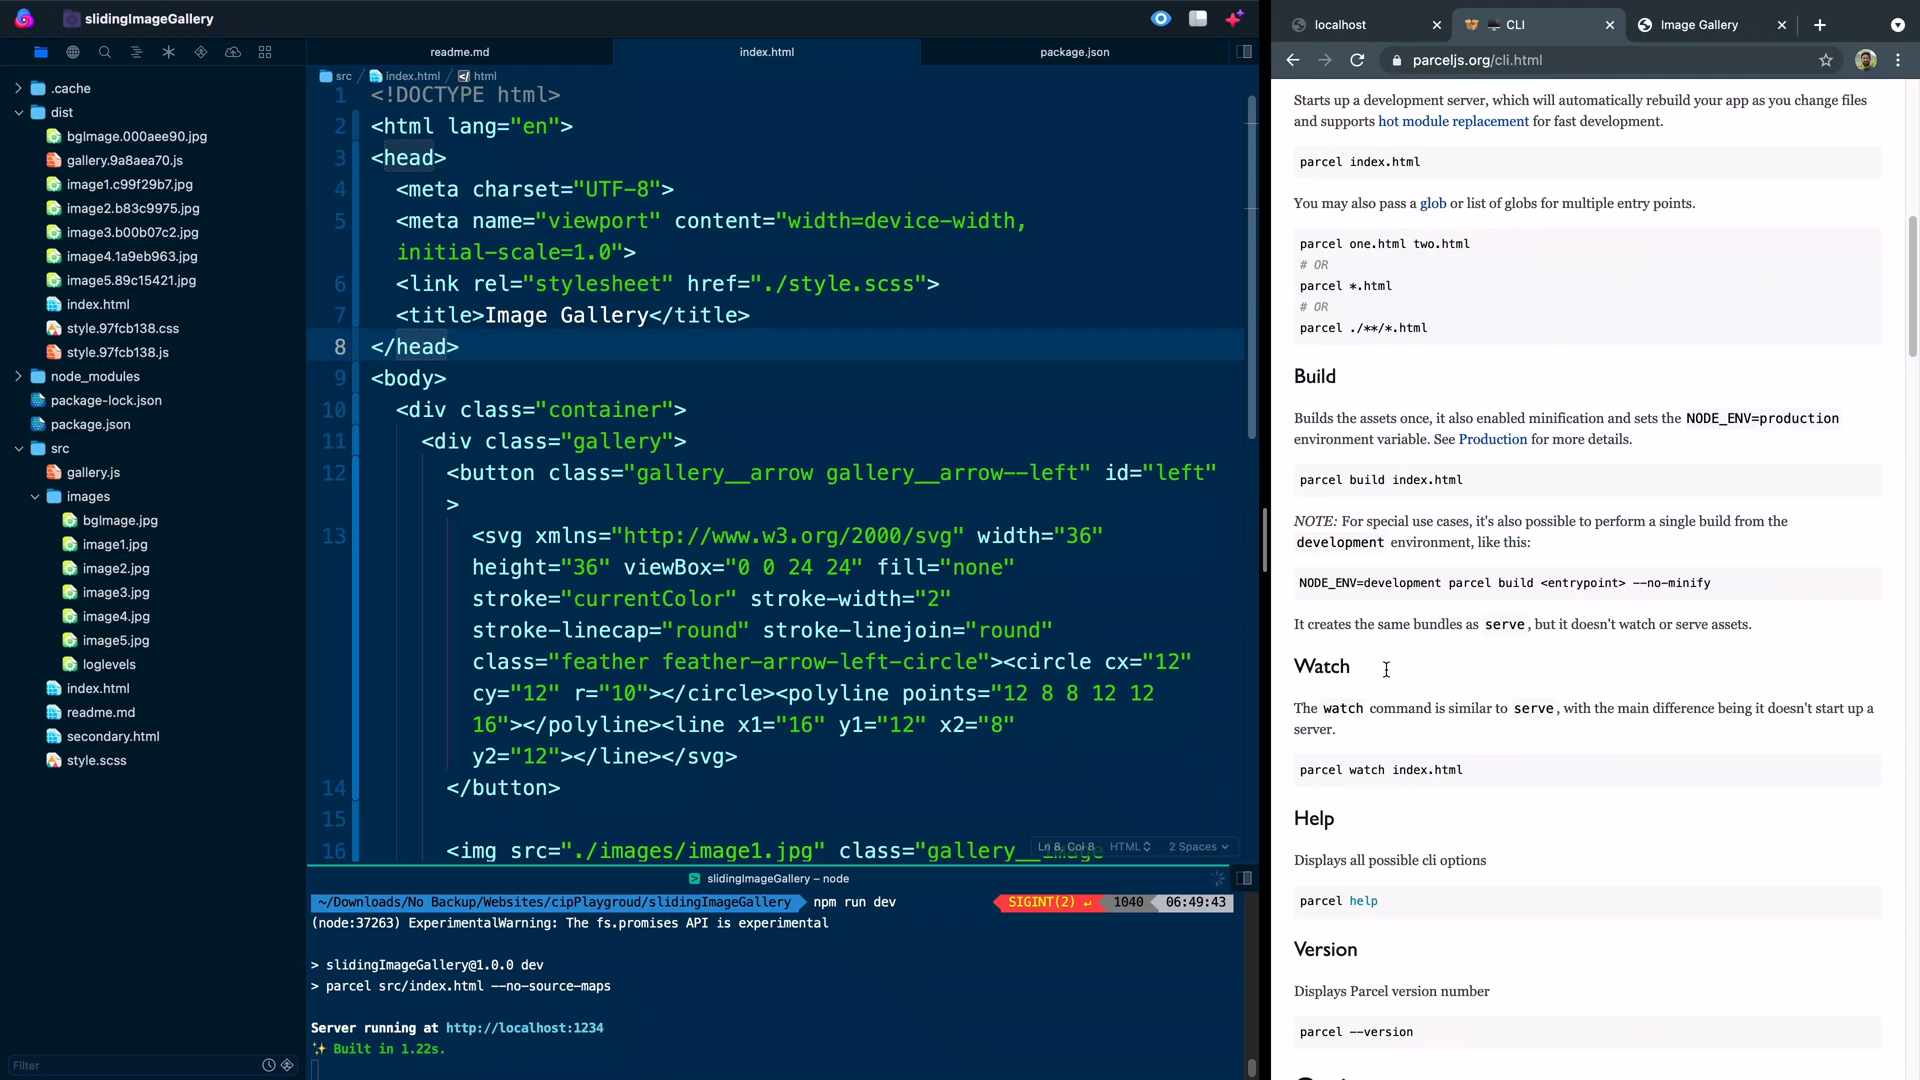 slidingImageGallery
readme.md
index.html
package.json
src
index.html
html
.cache
dist
bgImage.000aee90.jpg
gallery.9a8aea70.js
image1.c99f29b7.jpg
image2.b83c9975.jpg
image3.b00b07c2.jpg
image4.1a9eb963.jpg
image5.89c15421.jpg
index.html
style.97fcb138.css
style.97fcb138.js
node_modules
package-lock.json
package.json
src
gallery.js
images
bgImage.jpg
image1.jpg
image2.jpg
image3.jpg
image4.jpg
image5.jpg
loglevels
index.html
readme.md
secondary.html
style.scss
Filter
1 <!DOCTYPE html>
2 <html lang="en">
3 <head>
4 <meta charset="UTF-8">
5 <meta name="viewport" content="width=device-width,
initial-scale=1.0">
6 <link rel="stylesheet" href="./style.scss">
7 <title>Image Gallery</title>
8 </head>
9 <body>
10 <div class="container">
11 <div class="gallery">
12 <button class="gallery__arrow gallery__arrow--left" id="left"
>
13 <svg xmlns="http://www.w3.org/2000/svg" width="36"
height="36" viewBox="0 0 24 24" fill="none"
stroke="currentColor" stroke-width="2"
stroke-linecap="round" stroke-linejoin="round"
class="feather feather-arrow-left-circle"><circle cx="12"
cy="12" r="10"></circle><polyline points="12 8 8 12 12
16"></polyline><line x1="16" y1="12" x2="8"
y2="12"></line></svg>
14 </button>
15
16 <img src="./images/image1.jpg" class="gallery__image
Ln 8, Col 8 HTML 2 Spaces
slidingImageGallery – node
~/Downloads/No Backup/Websites/cipPlaygroud/slidingImageGallery npm run dev SIGINT(2) ↵ 1040 06:49:43
(node:37263) ExperimentalWarning: The fs.promises API is experimental
> slidingImageGallery@1.0.0 dev
> parcel src/index.html --no-source-maps
Server running at http://localhost:1234
✨ Built in 1.22s.
localhost
CLI
Image Gallery
parceljs.org/cli.html
Starts up a development server, which will automatically rebuild your app as you change files
and supports hot module replacement for fast development.
parcel index.html
You may also pass a glob or list of globs for multiple entry points.
parcel one.html two.html
# OR
parcel *.html
# OR
parcel ./**/*.html
Build
Builds the assets once, it also enabled minification and sets the NODE_ENV=production
environment variable. See Production for more details.
parcel build index.html
NOTE: For special use cases, it's also possible to perform a single build from the
development environment, like this:
NODE_ENV=development parcel build <entrypoint> --no-minify
It creates the same bundles as serve, but it doesn't watch or serve assets.
Watch
The watch command is similar to serve, with the main difference being it doesn't start up a
server.
parcel watch index.html
Help
Displays all possible cli options
parcel help
Version
Displays Parcel version number
parcel --version